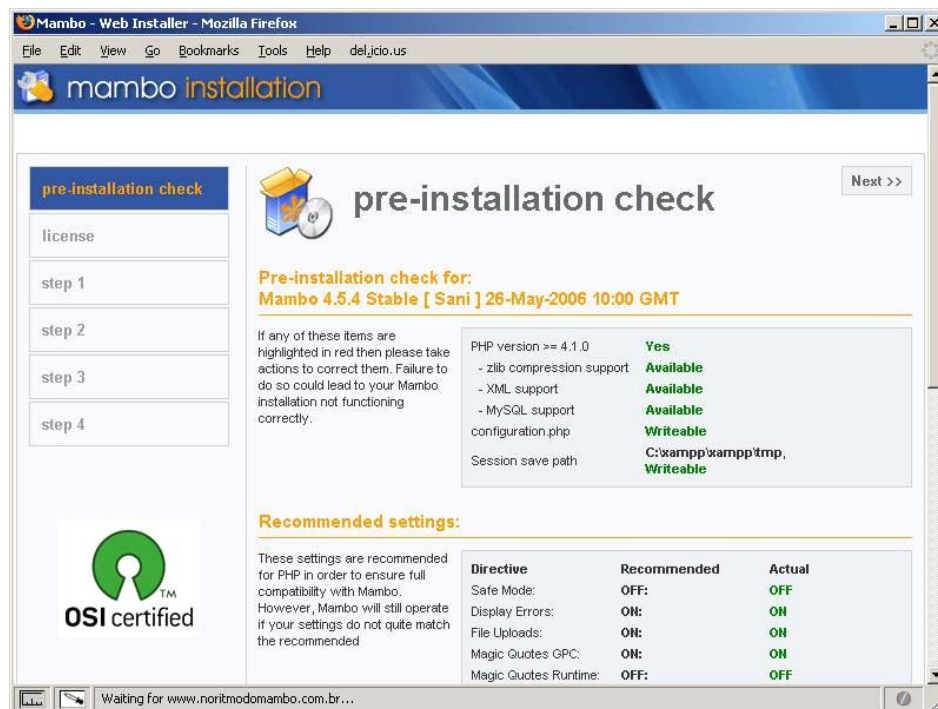 Mambo - Web Installer - Mozilla Firefox
File Edit View Go Bookmarks Tools Help del.icio.us
mambo installation
pre-installation check
license
step 1
step 2
step 3
step 4
OSI certified
TM
pre-installation check
Next >>
Pre-installation check for:
Mambo 4.5.4 Stable [ Sani ] 26-May-2006 10:00 GMT
If any of these items are
highlighted in red then please take
actions to correct them. Failure to
do so could lead to your Mambo
installation not functioning
correctly.
PHP version >= 4.1.0 Yes
- zlib compression support Available
- XML support Available
- MySQL support Available
configuration.php Writeable
Session save path C:\xampp\xampp\tmp,
Writeable
Recommended settings:
These settings are recommended
for PHP in order to ensure full
compatibility with Mambo.
However, Mambo will still operate
if your settings do not quite match
the recommended
Directive Recommended Actual
Safe Mode: OFF: OFF
Display Errors: ON: ON
File Uploads: ON: ON
Magic Quotes GPC: ON: ON
Magic Quotes Runtime: OFF: OFF
Waiting for www.noritmodomambo.com.br...